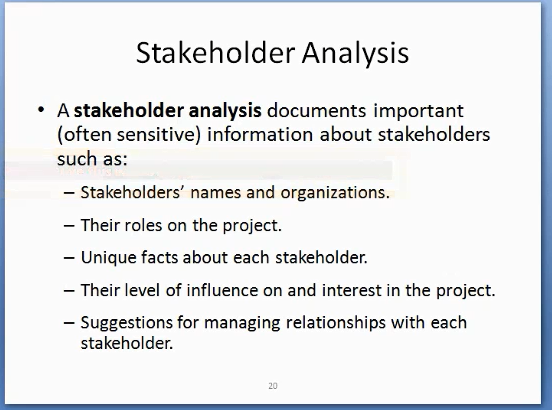 Stakeholder Analysis
• A stakeholder analysis documents important
(often sensitive) information about stakeholders
such as:
– Stakeholders' names and organizations.
– Their roles on the project.
– Unique facts about each stakeholder.
– Their level of influence on and interest in the project.
– Suggestions for managing relationships with each
stakeholder.
20